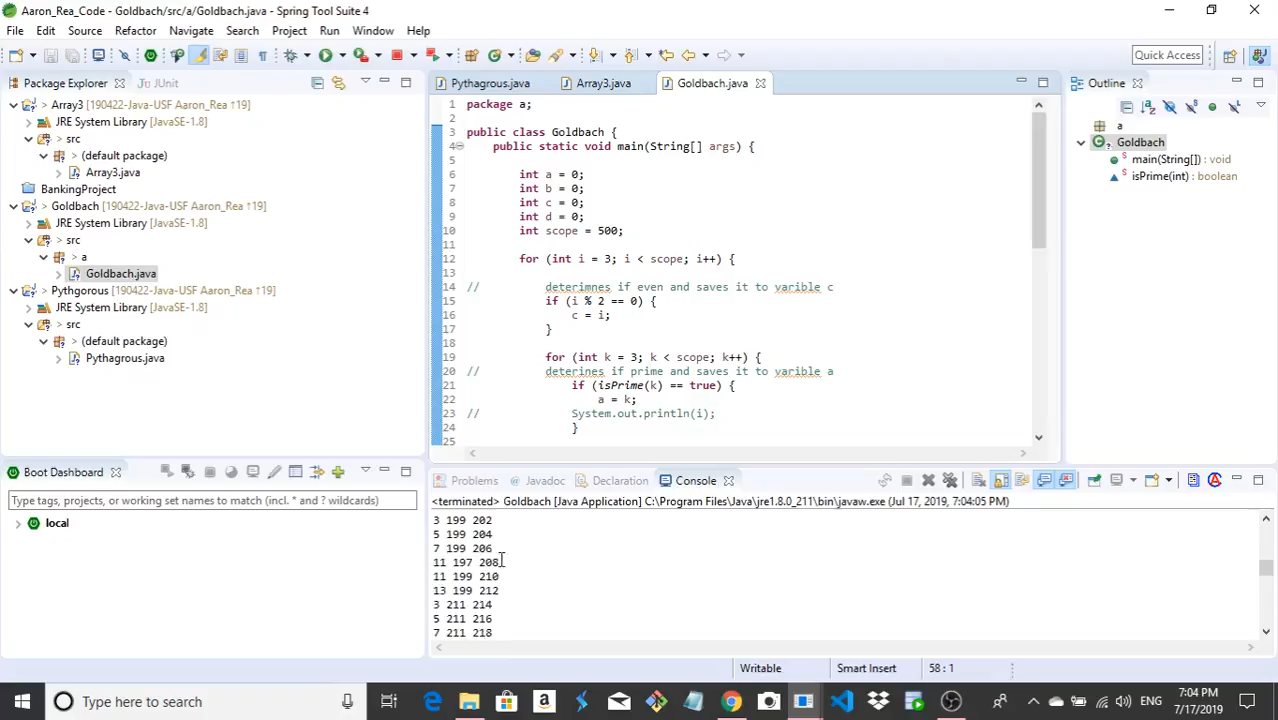 Aaron_Rea_Code - Goldbach/src/a/Goldbach.java - Spring Tool Suite 4
File Edit Source Refactor Navigate Search Project Run Window Help
Quick Access
Package Explorer
JUnit
> Array3 [190422-Java-USF Aaron_Rea ↑19]
JRE System Library [JavaSE-1.8]
> src
> (default package)
Array3.java
BankingProject
> Goldbach [190422-Java-USF Aaron_Rea ↑19]
JRE System Library [JavaSE-1.8]
> src
> a
Goldbach.java
> Pythgorous [190422-Java-USF Aaron_Rea ↑19]
JRE System Library [JavaSE-1.8]
> src
> (default package)
Pythagrous.java
Boot Dashboard
Type tags, projects, or working set names to match (incl. * and ? wildcards)
local
Pythagrous.java Array3.java Goldbach.java
1 package a;
2
3 public class Goldbach {
4 public static void main(String[] args) {
5
6 int a = 0;
7 int b = 0;
8 int c = 0;
9 int d = 0;
10 int scope = 500;
11
12 for (int i = 3; i < scope; i++) {
13
14 // deterimnes if even and saves it to varible c
15 if (i % 2 == 0) {
16 c = i;
17 }
18
19 for (int k = 3; k < scope; k++) {
20 // deterines if prime and saves it to varible a
21 if (isPrime(k) == true) {
22 a = k;
23 // System.out.println(i);
24 }
25
Outline
a
Goldbach
main(String[]) : void
isPrime(int) : boolean
Problems Javadoc Declaration Console
<terminated> Goldbach [Java Application] C:\Program Files\Java\jre1.8.0_211\bin\javaw.exe (Jul 17, 2019, 7:04:05 PM)
3 199 202
5 199 204
7 199 206
11 197 208
11 199 210
13 199 212
3 211 214
5 211 216
7 211 218
Writable Smart Insert 58 : 1
Type here to search
ENG
7:04 PM
7/17/2019